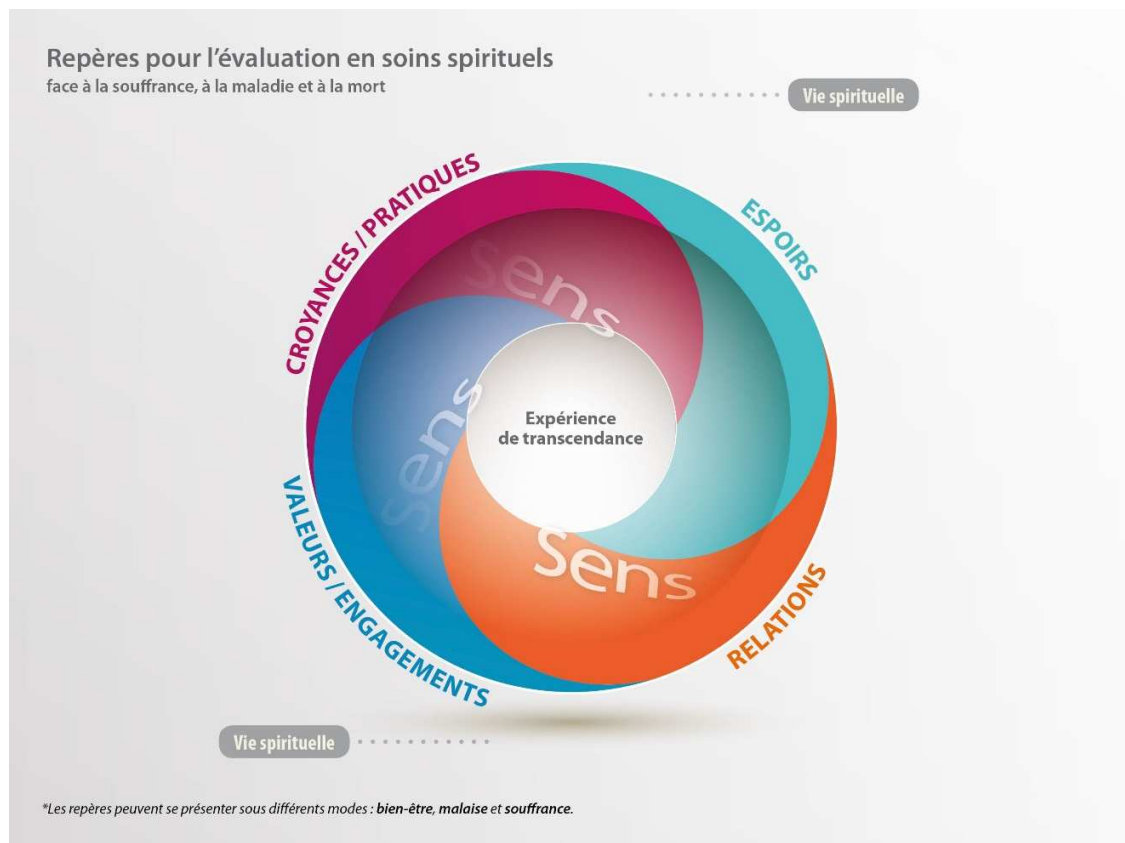 Repères pour l'évaluation en soins spirituels
face à la souffrance, à la maladie et à la mort
Vie spirituelle
CROYANCES / PRATIQUES
ESPOIRS
sens
Expérience
de transcendance
sens
Sens
VALEURS / ENGAGEMENTS
RELATIONS
Vie spirituelle
*Les repères peuvent se présenter sous différents modes : bien-être, malaise et souffrance.